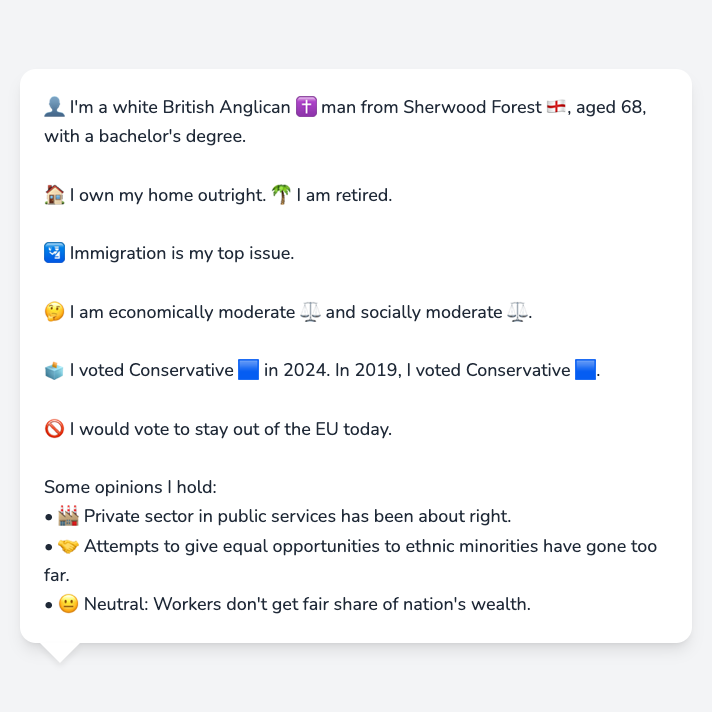 👤 I'm a white British Anglican ✝️ man from Sherwood Forest 🏴󠁧󠁢󠁥󠁮󠁧󠁿, aged 68,
with a bachelor's degree.
🏠 I own my home outright. 🌴 I am retired.
🛂 Immigration is my top issue.
🤔 I am economically moderate ⚖️ and socially moderate ⚖️.
🗳️ I voted Conservative 🟦 in 2024. In 2019, I voted Conservative 🟦.
🚫 I would vote to stay out of the EU today.
Some opinions I hold:
• 🏭 Private sector in public services has been about right.
• 🤝 Attempts to give equal opportunities to ethnic minorities have gone too
far.
• 😐 Neutral: Workers don't get fair share of nation's wealth.